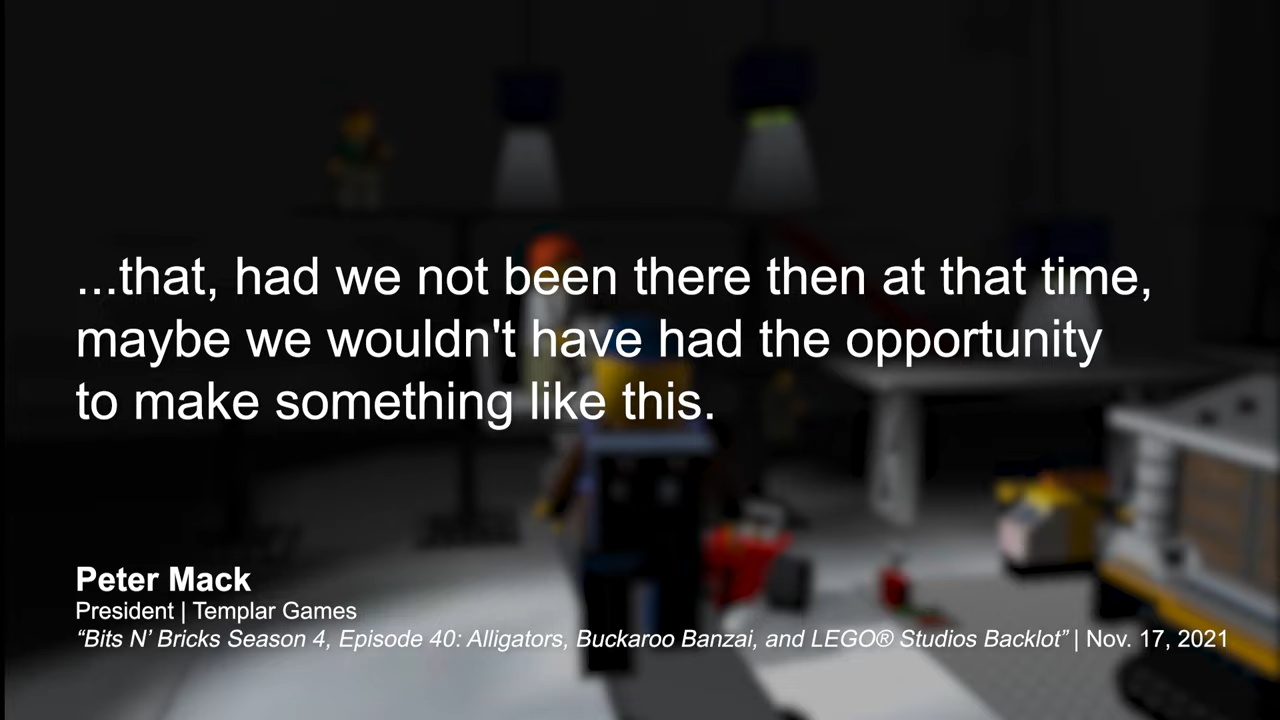 ...that, had we not been there then at that time,
maybe we wouldn't have had the opportunity
to make something like this.
Peter Mack
President | Templar Games
“Bits N’ Bricks Season 4, Episode 40: Alligators, Buckaroo Banzai, and LEGO® Studios Backlot” | Nov. 17, 2021